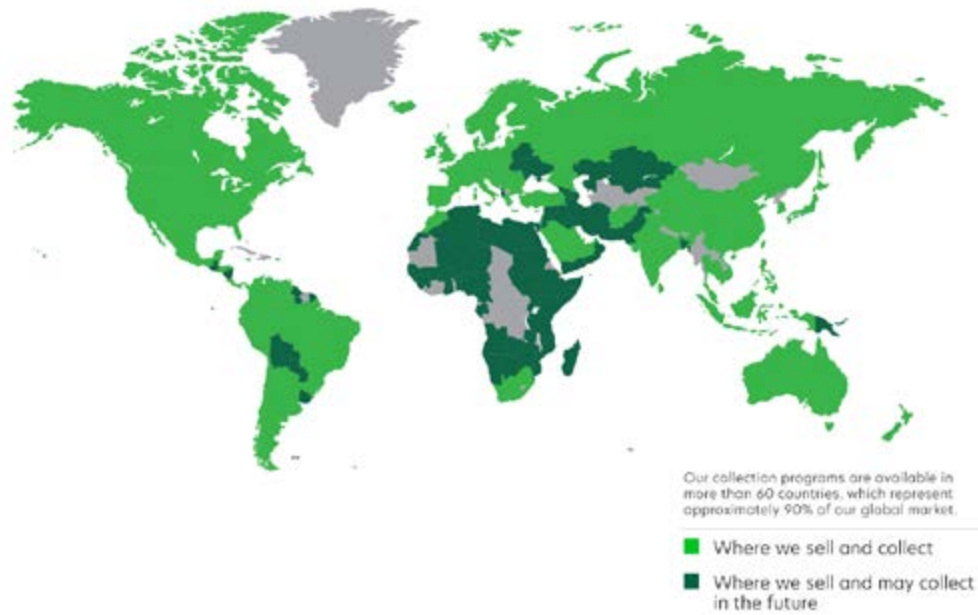 Our collection programs are available in
more than 60 countries, which represent
approximately 90% of our global market.
Where we sell and collect
Where we sell and may collect
in the future